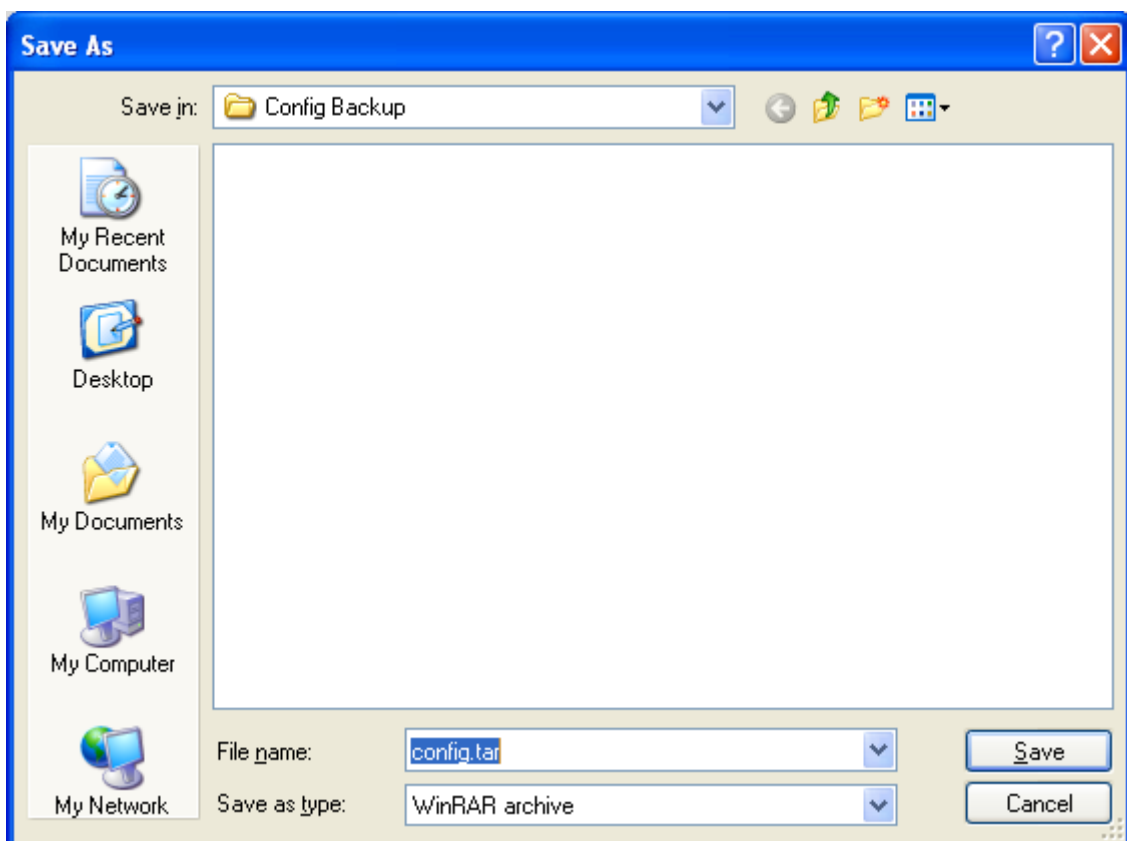 Save As
Save in: Config Backup
My Recent
Documents
Desktop
My Documents
My Computer
My Network
File name: config.tar Save
Save as type: WinRAR archive Cancel